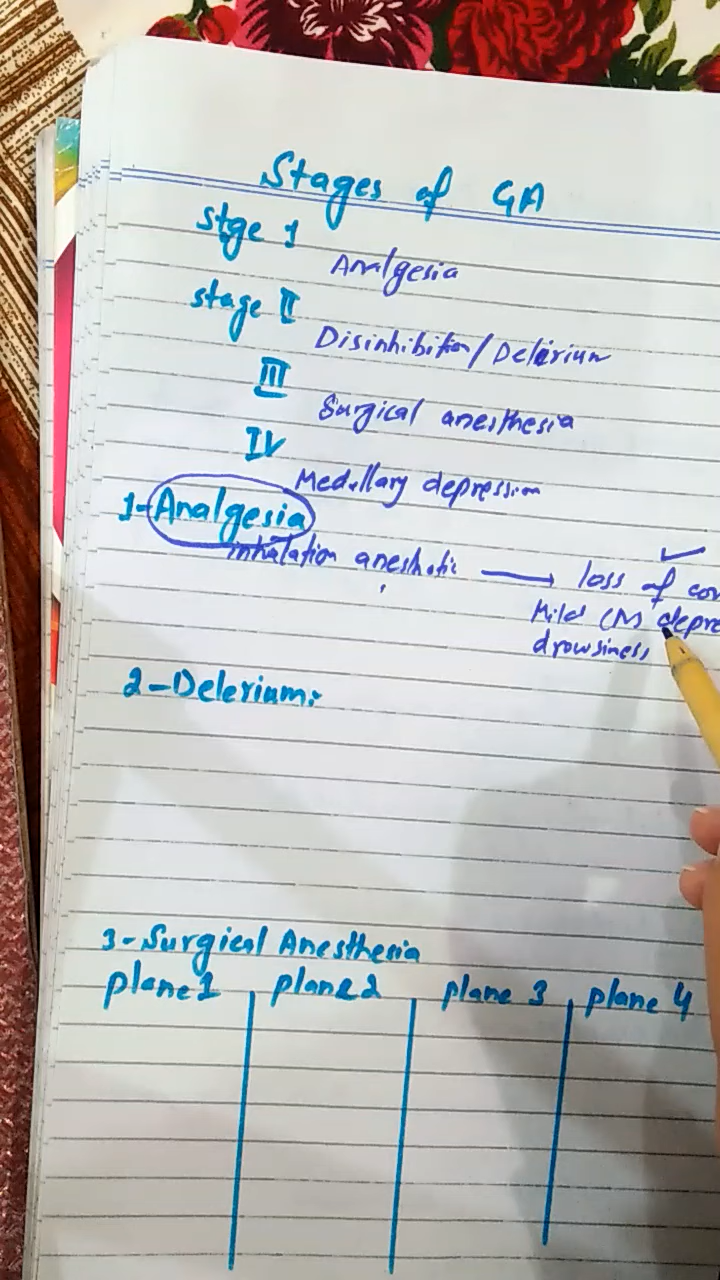 Stages of GA
stge 1
Analgesia
stage II
Disinhibition/Delerium
III
Surgical anesthesia
IV
Medullary depression
1-Analgesia
inhalation anesthetic → loss of con
Mild CNS depre
drowsiness
2-Delerium:
3-Surgical Anesthesia
plane 1 plane 2 plane 3 plane 4